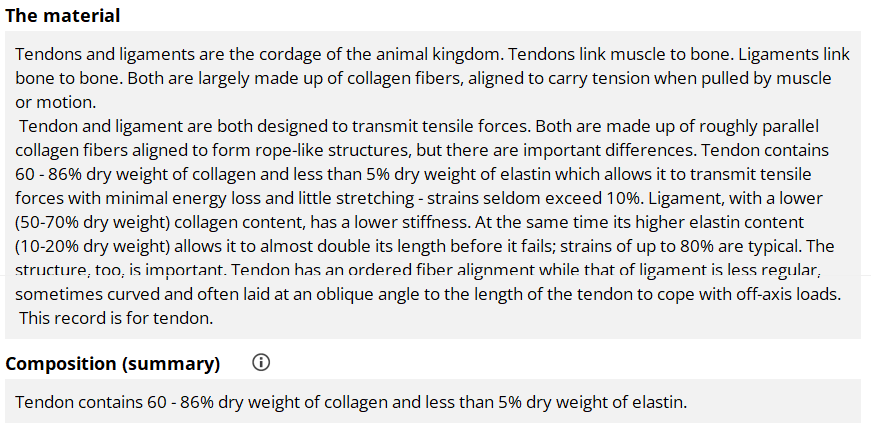 The material
Tendons and ligaments are the cordage of the animal kingdom. Tendons link muscle to bone. Ligaments link
bone to bone. Both are largely made up of collagen fibers, aligned to carry tension when pulled by muscle
or motion.
Tendon and ligament are both designed to transmit tensile forces. Both are made up of roughly parallel
collagen fibers aligned to form rope-like structures, but there are important differences. Tendon contains
60 - 86% dry weight of collagen and less than 5% dry weight of elastin which allows it to transmit tensile
forces with minimal energy loss and little stretching - strains seldom exceed 10%. Ligament, with a lower
(50-70% dry weight) collagen content, has a lower stiffness. At the same time its higher elastin content
(10-20% dry weight) allows it to almost double its length before it fails; strains of up to 80% are typical. The
structure, too, is important. Tendon has an ordered fiber alignment while that of ligament is less regular,
sometimes curved and often laid at an oblique angle to the length of the tendon to cope with off-axis loads.
This record is for tendon.
Composition (summary)
Tendon contains 60 - 86% dry weight of collagen and less than 5% dry weight of elastin.